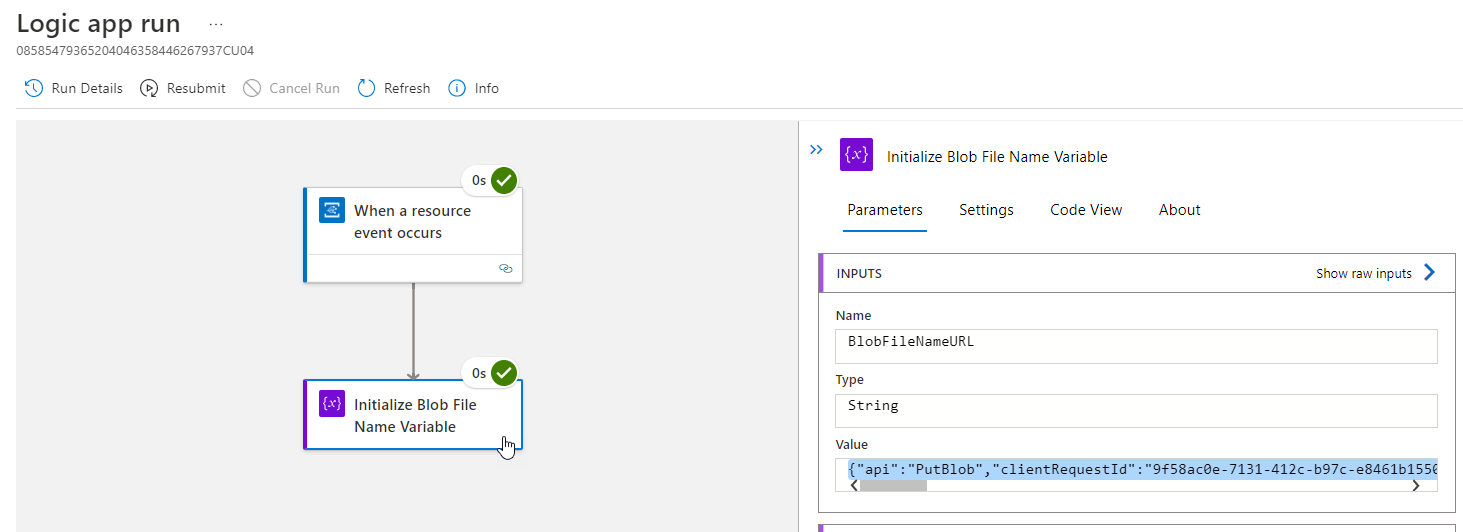 Logic app run ...
08585479365204046358446267937CU04
Run Details Resubmit Cancel Run Refresh Info
0s
When a resource
event occurs
0s
{x} Initialize Blob File
Name Variable
{x} Initialize Blob File Name Variable
Parameters Settings Code View About
INPUTS Show raw inputs
Name
BlobFileNameURL
Type
String
Value
{"api":"PutBlob","clientRequestId":"9f58ac0e-7131-412c-b97c-e8461b1550